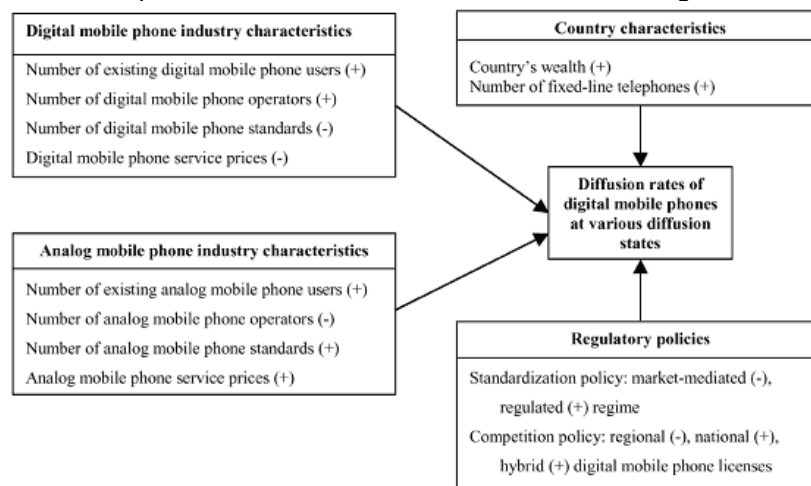 Digital mobile phone industry characteristics
Number of existing digital mobile phone users (+)
Number of digital mobile phone operators (+)
Number of digital mobile phone standards (-)
Digital mobile phone service prices (-)
Country characteristics
Country's wealth (+)
Number of fixed-line telephones (+)
Diffusion rates of
digital mobile phones
at various diffusion
states
Analog mobile phone industry characteristics
Number of existing analog mobile phone users (+)
Number of analog mobile phone operators (-)
Number of analog mobile phone standards (+)
Analog mobile phone service prices (+)
Regulatory policies
Standardization policy: market-mediated (-),
regulated (+) regime
Competition policy: regional (-), national (+),
hybrid (+) digital mobile phone licenses